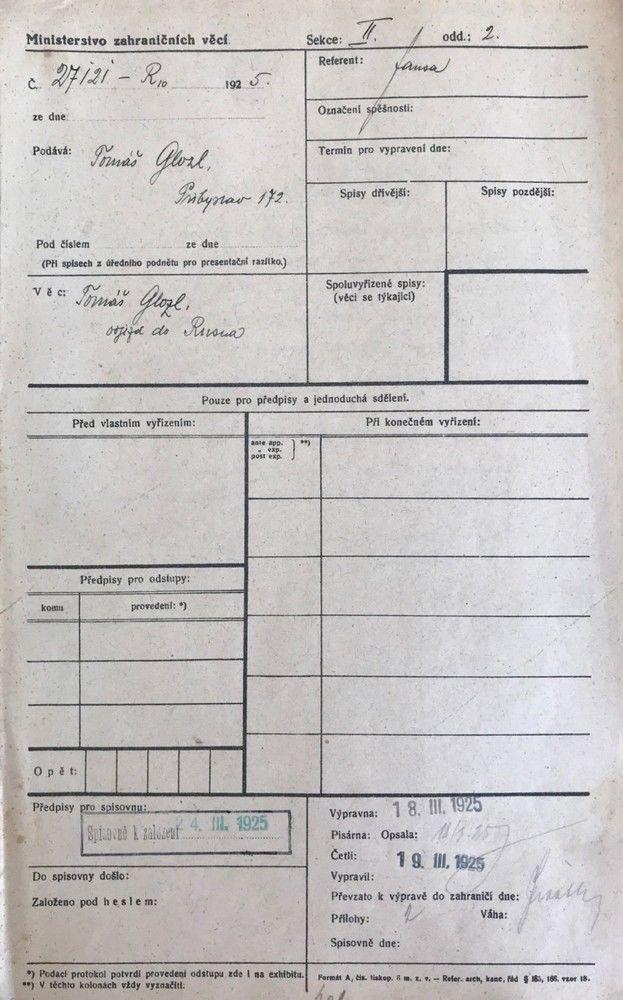 Ministerstvo zahraničních věcí.
Sekce: II. odd.: 2.
Č. 27121 – R10 1925.
ze dne
Podává: Tomáš Glozl,
Přibyslav 172.
Pod číslem ze dne
(Při spisech z úředního podnětu pro presentační razítko.)
Věc: Tomáš Glozl,
odjezd do Ruska
Referent: Jansa
Označení spěšnosti:
Termín pro vypravení dne:
Spisy dřívější:
Spisy pozdější:
Spoluvyřízené spisy:
(věci se týkající)
Pouze pro předpisy a jednoduchá sdělení.
Před vlastním vyřízením:
Při konečném vyřízení:
ante app.
„ exp.
post exp.
**)
Předpisy pro odstupy:
komu
provedení: *)
Opět:
Předpisy pro spisovnu:
Spisovně k založení 24. III. 1925
Do spisovny došlo:
Založeno pod heslem:
Výpravna: 18. III. 1925
Písárna: Opsala:
Četli: 19. III. 1925
Vypravil:
Převzato k výpravě do zahraničí dne:
Přílohy: 2 Váha:
Spisovně dne:
*) Podací protokol potvrdí provedení odstupu zde i na exhibitu.
**) V těchto kolonách vždy vyznačiti:
Formát A, čís. tiskop. 8 m. z. v. — Refer. arch, kanc, řád § 165, 166. vzor 18.